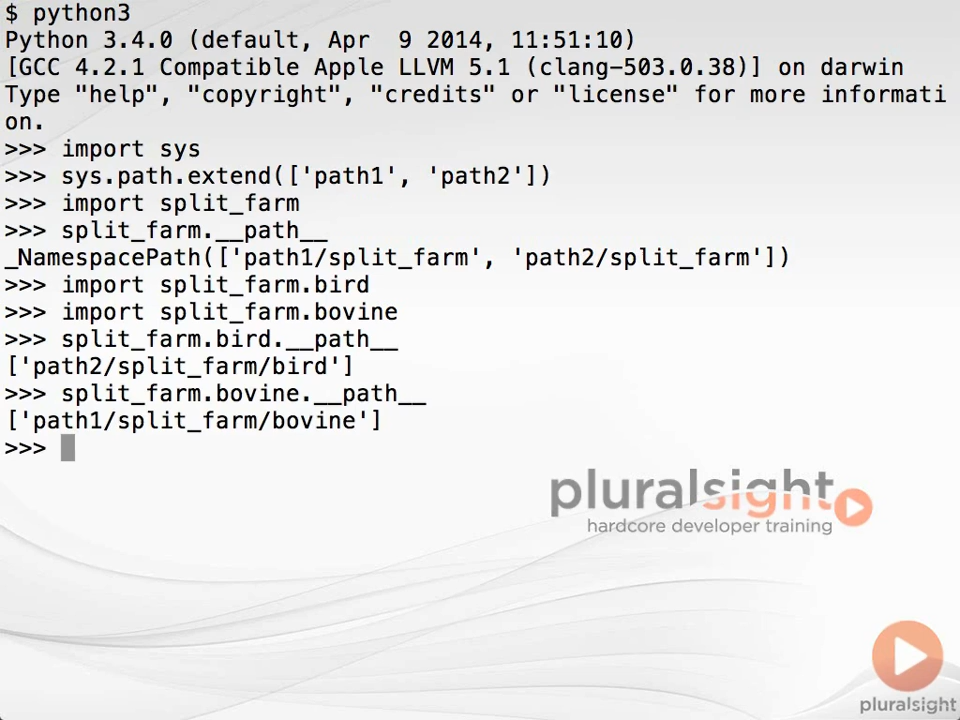 $ python3
Python 3.4.0 (default, Apr  9 2014, 11:51:10)
[GCC 4.2.1 Compatible Apple LLVM 5.1 (clang-503.0.38)] on darwin
Type "help", "copyright", "credits" or "license" for more informati
on.
>>> import sys
>>> sys.path.extend(['path1', 'path2'])
>>> import split_farm
>>> split_farm.__path__
_NamespacePath(['path1/split_farm', 'path2/split_farm'])
>>> import split_farm.bird
>>> import split_farm.bovine
>>> split_farm.bird.__path__
['path2/split_farm/bird']
>>> split_farm.bovine.__path__
['path1/split_farm/bovine']
>>>
pluralsight
hardcore developer training
pluralsight